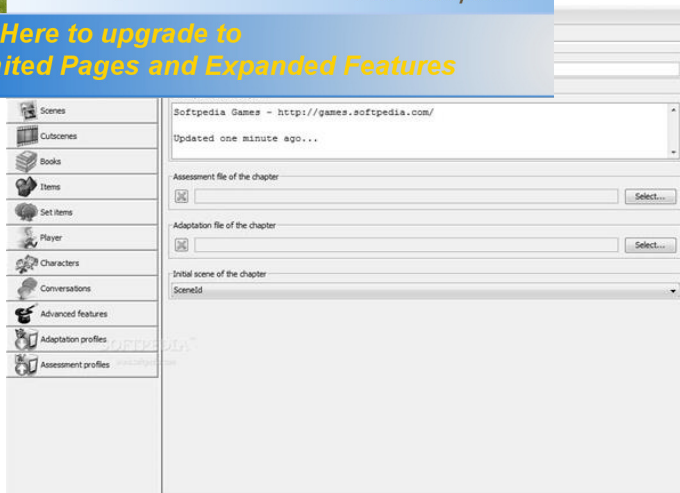 Here to upgrade to
ited Pages and Expanded Features
Scenes
Cutscenes
Books
Items
Set items
Player
Characters
Conversations
Advanced features
Adaptation profiles
Assessment profiles
Softpedia Games - http://games.softpedia.com/
Updated one minute ago...
Assessment file of the chapter
Select...
Adaptation file of the chapter
Select...
Initial scene of the chapter
SceneId
SOFTPEDIA